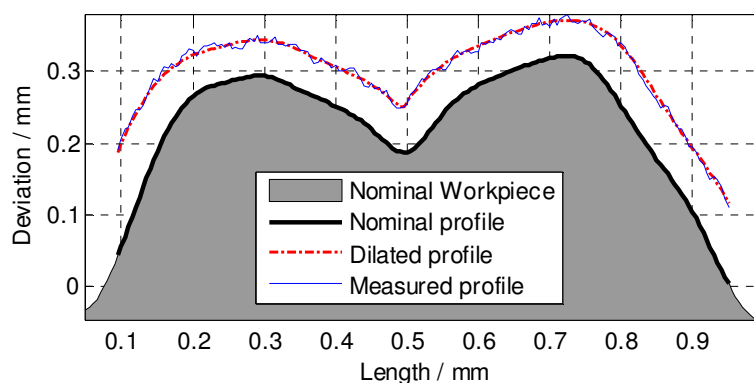 Deviation / mm
0.3
0.2
0.1
0
Nominal Workpiece
Nominal profile
Dilated profile
Measured profile
0.1 0.2 0.3 0.4 0.5 0.6 0.7 0.8 0.9
Length / mm